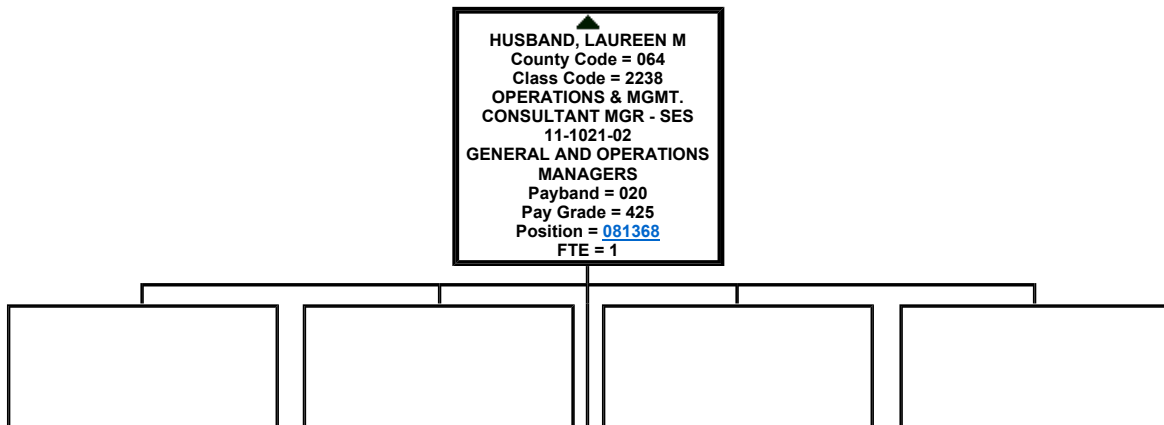 HUSBAND, LAUREEN M
County Code = 064
Class Code = 2238
OPERATIONS & MGMT.
CONSULTANT MGR - SES
11-1021-02
GENERAL AND OPERATIONS
MANAGERS
Payband = 020
Pay Grade = 425
Position = 081368
FTE = 1